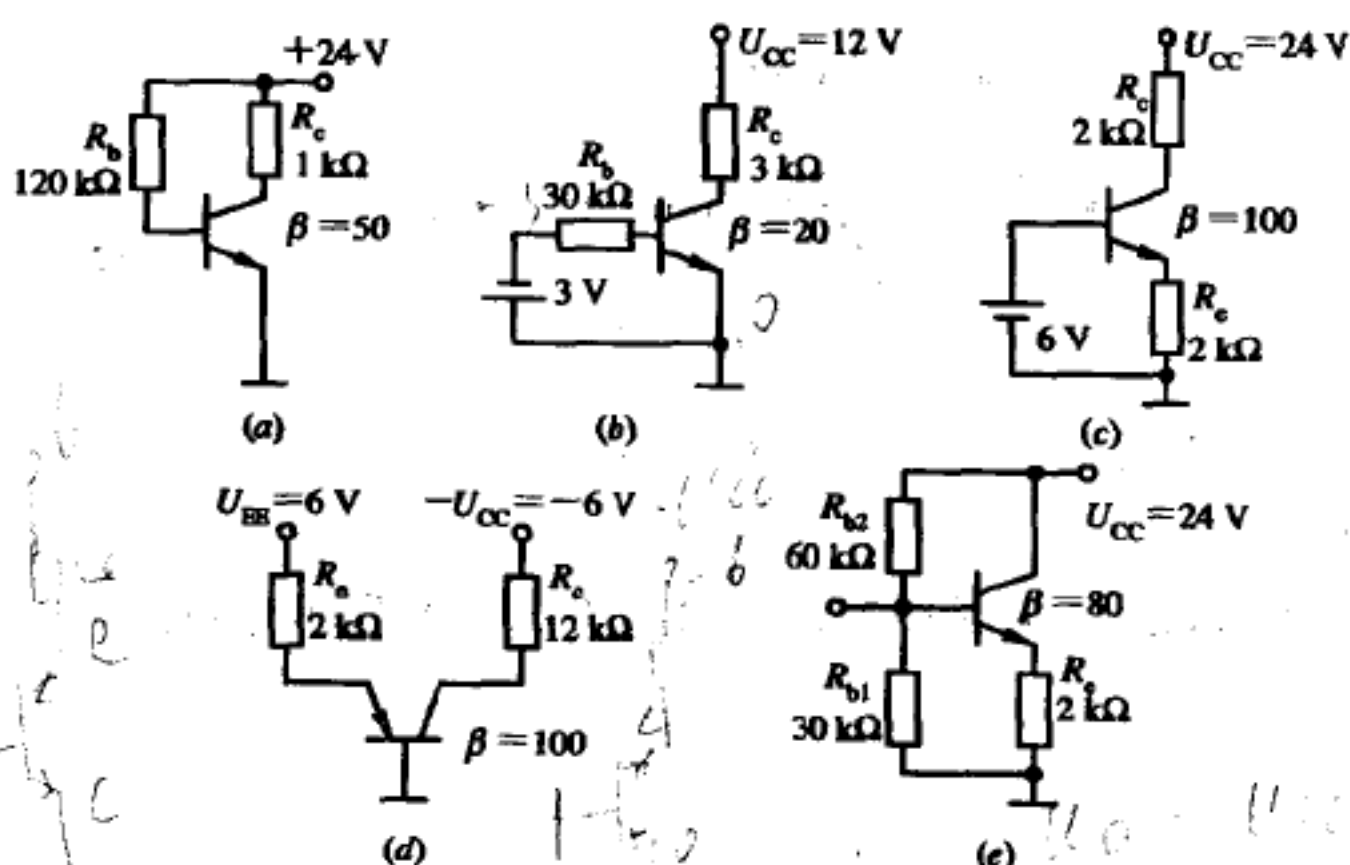 +24 V
R_b
120 kΩ
R_c
1 kΩ
β=50
(a)
U_CC=12 V
R_c
3 kΩ
R_b
30 kΩ
β=20
3 V
(b)
U_CC=24 V
R_c
2 kΩ
β=100
R_e
2 kΩ
6 V
(c)
U_EE=6 V
-U_CC=-6 V
R_e
2 kΩ
R_c
12 kΩ
β=100
(d)
R_b2
60 kΩ
U_CC=24 V
β=80
R_b1
30 kΩ
R_e
2 kΩ
(e)